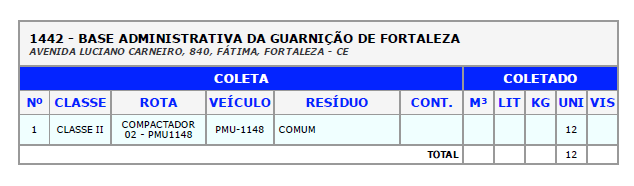 1442 - BASE ADMINISTRATIVA DA GUARNIÇÃO DE FORTALEZA
AVENIDA LUCIANO CARNEIRO, 840, FÁTIMA, FORTALEZA - CE
COLETA COLETADO
Nº CLASSE ROTA VEÍCULO RESÍDUO CONT. M³ LIT KG UNI VIS
1 CLASSE II COMPACTADOR 02 - PMU1148 PMU-1148 COMUM 12
TOTAL 12